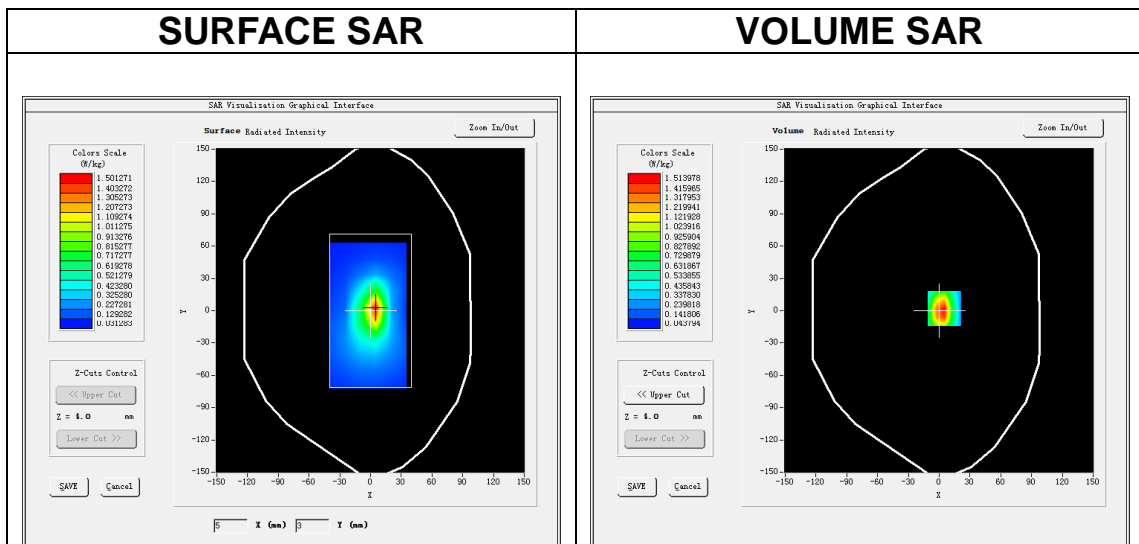 SURFACE SAR
SAR Visualisation Graphical Interface
Surface Radiated Intensity
Zoom In/Out
Colors Scale
(W/kg)
1.501271
1.403272
1.305273
1.207273
1.109274
1.011275
0.913276
0.815277
0.717277
0.619278
0.521279
0.423280
0.325280
0.227281
0.129282
0.031283
Z-Cuts Control
<< Upper Cut
Z = 4.0 mm
Lower Cut >>
SAVE Cancel
150
120
90
60
30
0
-30
-60
-90
-120
-150
Y
-150 -120 -90 -60 -30 0 30 60 90 120 150
X
5 X (mm) 3 Y (mm)
VOLUME SAR
SAR Visualisation Graphical Interface
Volume Radiated Intensity
Zoom In/Out
Colors Scale
(W/kg)
1.513978
1.415965
1.317953
1.219941
1.121928
1.023916
0.925904
0.827892
0.729879
0.631867
0.533855
0.435843
0.337830
0.239818
0.141806
0.043794
Z-Cuts Control
<< Upper Cut
Z = 4.0 mm
Lower Cut >>
SAVE Cancel
150
120
90
60
30
0
-30
-60
-90
-120
-150
Y
-150 -120 -90 -60 -30 0 30 60 90 120 150
X